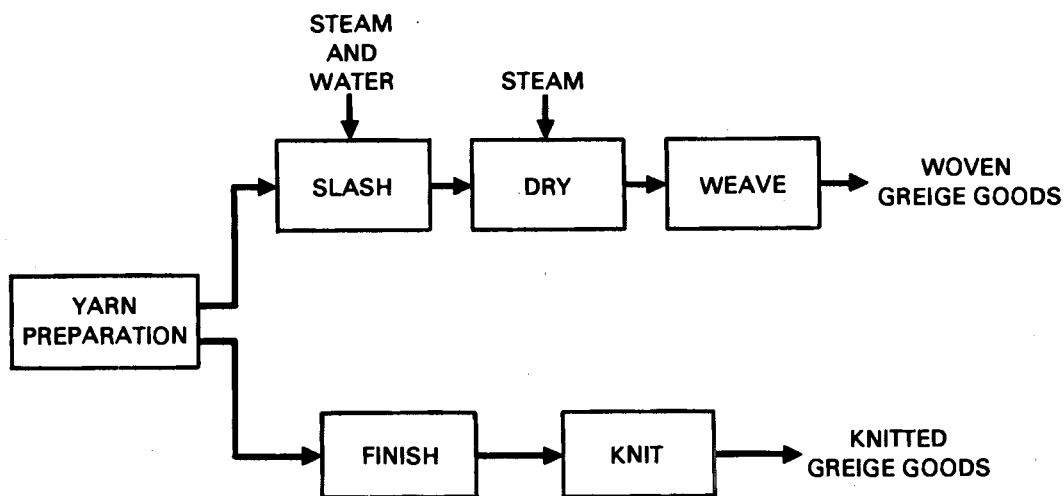 STEAM
AND
WATER
STEAM
SLASH
DRY
WEAVE
WOVEN
GREIGE GOODS
YARN
PREPARATION
FINISH
KNIT
KNITTED
GREIGE GOODS